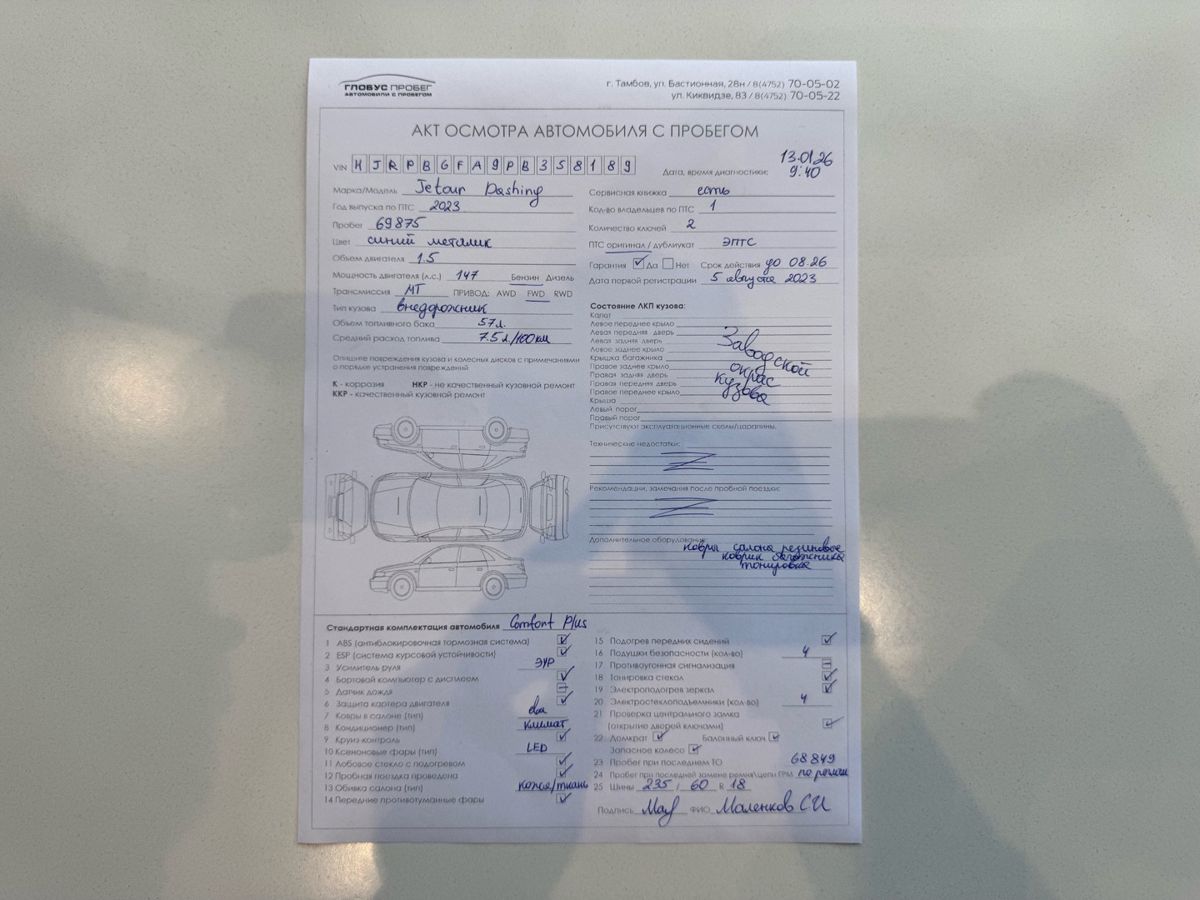 ГЛОБУС ПРОБЕГ
АВТОМОБИЛИ С ПРОБЕГОМ
г. Тамбов, ул. Бастионная, 28н / 8(4752) 70-05-02
ул. Киквидзе, 83 / 8(4752) 70-05-22
АКТ ОСМОТРА АВТОМОБИЛЯ С ПРОБЕГОМ
VIN HJRPBGFA9PB358189
Дата, время диагностики: 13.01.26 9:40
Марка/Модель Jetour Dashing
Год выпуска по ПТС 2023
Пробег 69875
Цвет синий металик
Объем двигателя 1.5
Мощность двигателя (л.с.) 147 Бензин Дизель
Трансмиссия МТ ПРИВОД: AWD FWD RWD
Тип кузова внедорожник
Объем топливного бака 57л.
Средний расход топлива 7.5л/100км
Опишите повреждения кузова и колесных дисков с примечаниями
о порядке устранения повреждений
К - коррозия НКР - не качественный кузовной ремонт
ККР - качественный кузовной ремонт
Сервисная книжка есть
Кол-во владельцев по ПТС 1
Количество ключей 2
ПТС оригинал / дубликат ЭПТС
Гарантия Да Нет Срок действия до 08.26
Дата первой регистрации 5 августа 2023
Состояние ЛКП кузова:
Капот
Левое переднее крыло
Левая передняя дверь
Левая задняя дверь
Левое заднее крыло
Крышка багажника
Правое заднее крыло
Правая задняя дверь
Правая передняя дверь
Правое переднее крыло
Крыша
Левый порог
Правый порог
Заводской
окрас
кузова
Присутствуют эксплуатационные сколы/царапины.
Технические недостатки:
Z
Рекомендации, замечания после пробной поездки:
Z
Дополнительное оборудование:
ковры салона резиновые
коврик багажника
тонировка
Стандартная комплектация автомобиля Comfort Plus
1 ABS (антиблокировочная тормозная система)
2 ESP (система курсовой устойчивости)
3 Усилитель руля ЭУР
4 Бортовой компьютер с дисплеем
5 Датчик дождя
6 Защита картера двигателя
7 Ковры в салоне (тип)
8 Кондиционер (тип) климат
9 Круиз-контроль
10 Ксеноновые фары (тип) LED
11 Лобовое стекло с подогревом
12 Пробная поездка проведена
13 Обивка салона (тип) кожа/ткань
14 Передние противотуманные фары
15 Подогрев передних сидений
16 Подушки безопасности (кол-во) 4
17 Противоугонная сигнализация
18 Тонировка стекол
19 Электроподогрев зеркал
20 Электростеклоподъемники (кол-во) 4
21 Проверка центрального замка
(открытие дверей ключами)
22 Домкрат Балонный ключ
Запасное колесо
23 Пробег при последнем ТО 68849
24 Пробег при последней замене ремня\цепи ГРМ
25 Шины 235 / 60 R 18
Подпись ФИО Маленков СИ